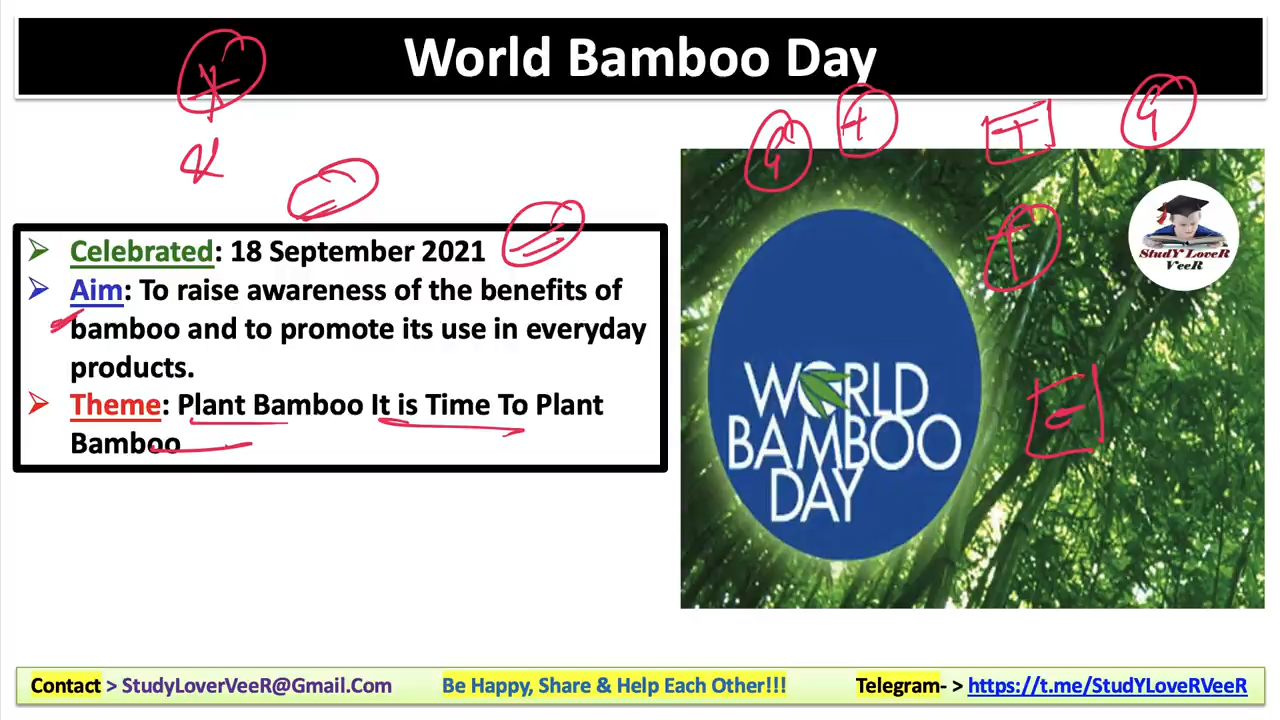 World Bamboo Day
Celebrated: 18 September 2021
Aim: To raise awareness of the benefits of
bamboo and to promote its use in everyday
products.
Theme: Plant Bamboo It is Time To Plant
Bamboo
StudY LoveR
VeeR
WORLD
BAMBOO
DAY
Contact > StudyLoverVeeR@Gmail.Com
Be Happy, Share & Help Each Other!!!
Telegram- > https://t.me/StudYLoveRVeeR